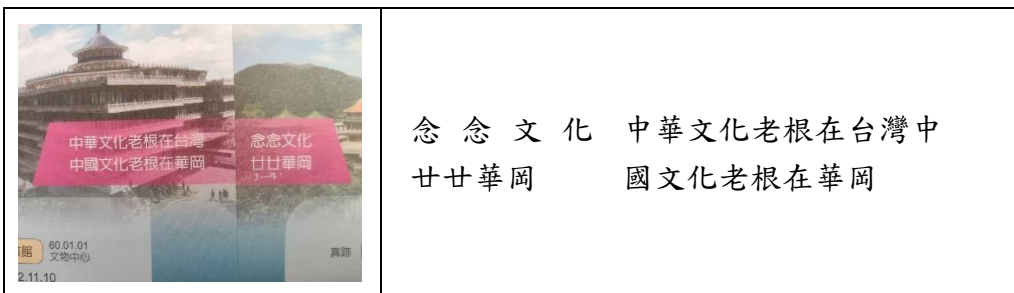 中華文化老根在台灣
中國文化老根在華岡
念念文化
廿廿華岡
館
60.01.01
文物中心
2.11.10
真跡
念念文化 中華文化老根在台灣中
廿廿華岡 國文化老根在華岡